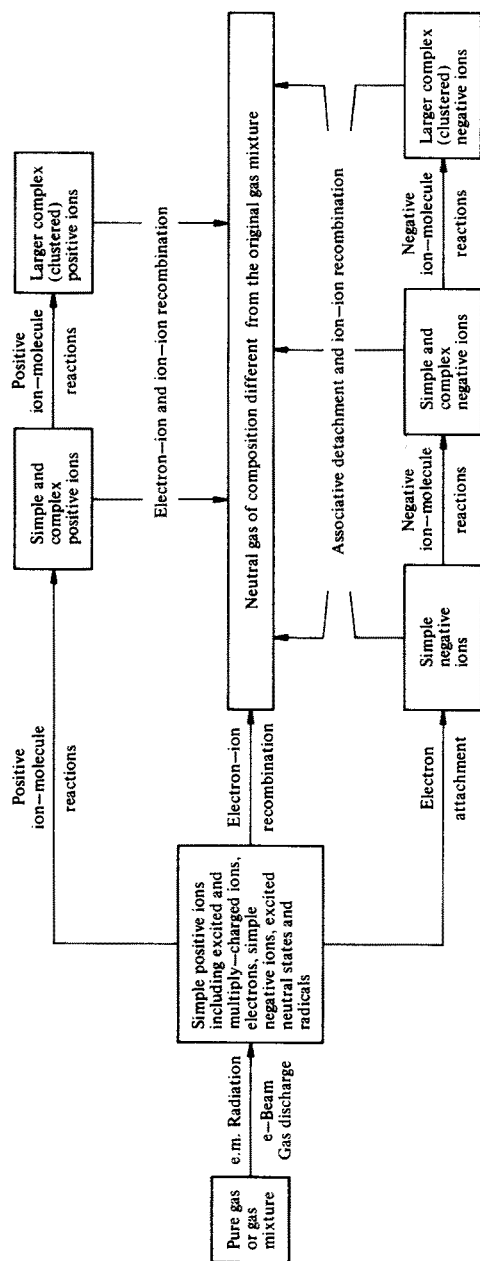 Pure gas
or gas
mixture
e.m. Radiation
e—Beam
Gas discharge
Simple positive ions
including excited and
multiply—charged ions,
electrons, simple
negative ions, excited
neutral states and
radicals
Positive
ion—molecule
reactions
Simple and
complex
positive ions
Positive
ion—molecule
reactions
Larger complex
(clustered)
positive ions
Electron—ion and ion—ion recombination
Electron—ion
recombination
Neutral gas of composition different from the original gas mixture
Associative detachment and ion—ion recombination
Electron
attachment
Simple
negative
ions
Negative
ion—molecule
reactions
Simple and
complex
negative ions
Negative
ion—molecule
reactions
Larger complex
(clustered)
negative ions